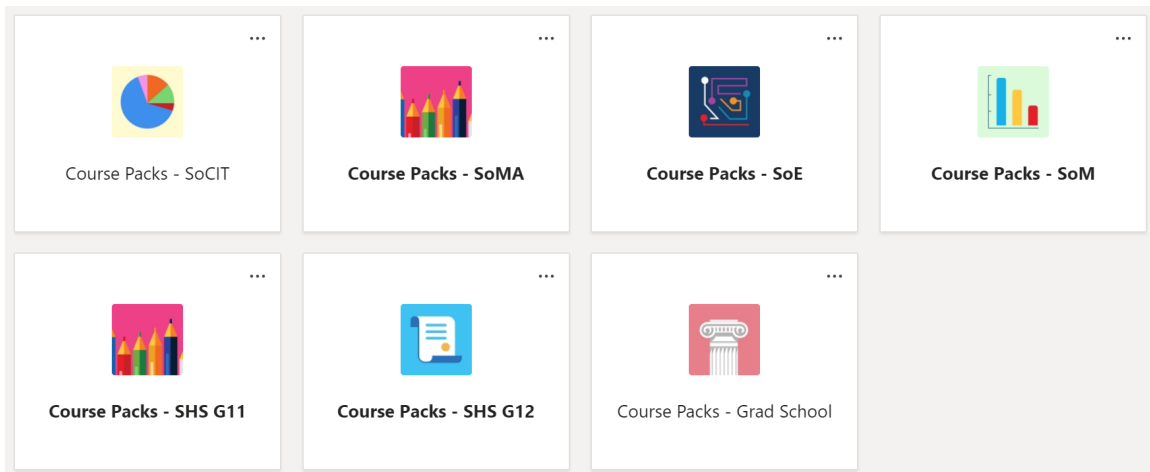 Course Packs - SoCIT
Course Packs - SoMA
Course Packs - SoE
Course Packs - SoM
Course Packs - SHS G11
Course Packs - SHS G12
Course Packs - Grad School